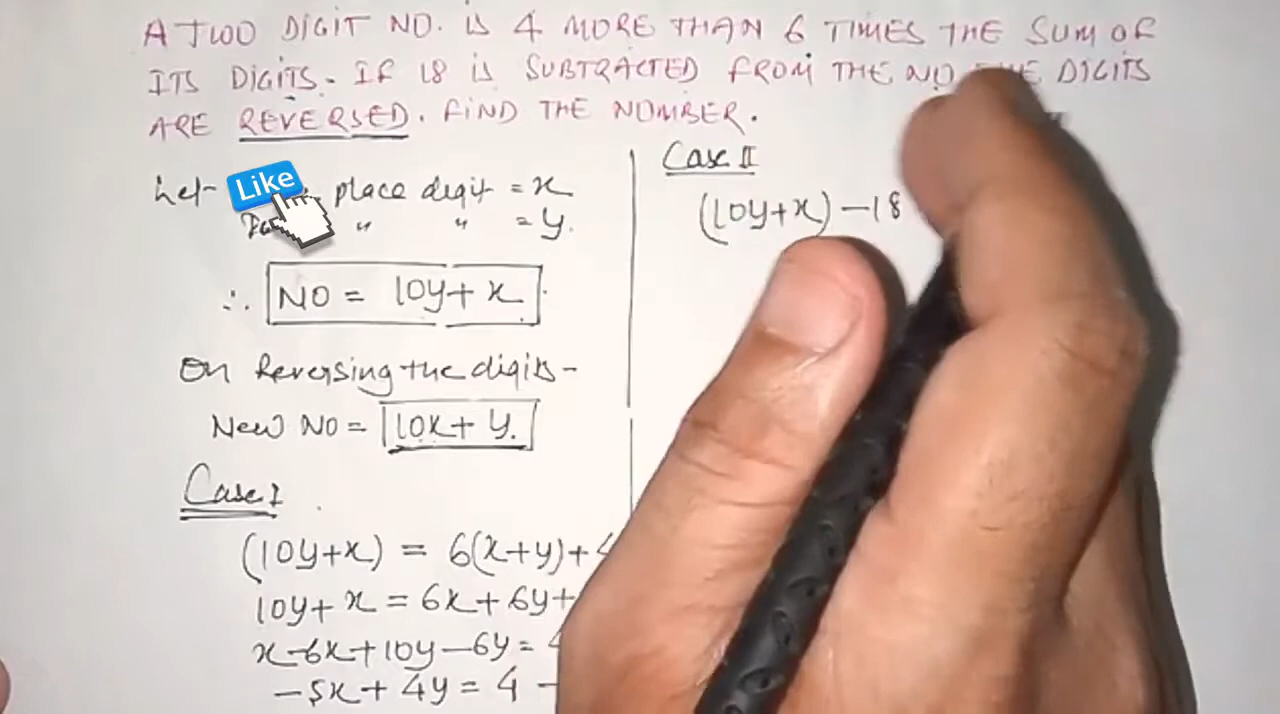 A TWO DIGIT NO. IS 4 MORE THAN 6 TIMES THE SUM OF
ITS DIGITS. IF 18 IS SUBTRACTED FROM THE NO DIGITS
ARE REVERSED. FIND THE NUMBER.
Let Like place digit = x
" " = y.
∴ NO = 10y + x
On Reversing the digits -
New NO = 10x + y.
Case I
(10y+x) = 6(x+y)+4
10y + x = 6x + 6y +
x - 6x + 10y - 6y = 4
-5x + 4y = 4 -
Case II
(10y+x) -18